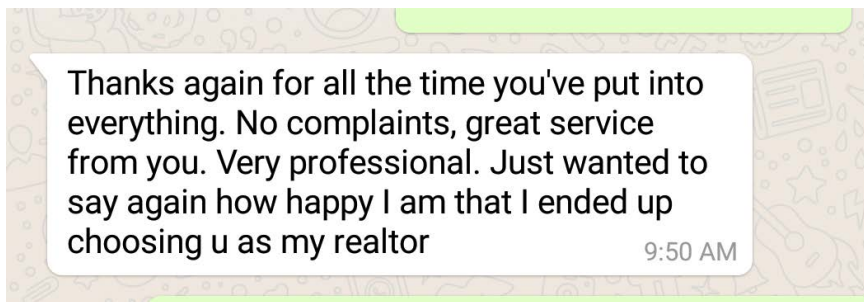 Thanks again for all the time you've put into
everything. No complaints, great service
from you. Very professional. Just wanted to
say again how happy I am that I ended up
choosing u as my realtor
9:50 AM